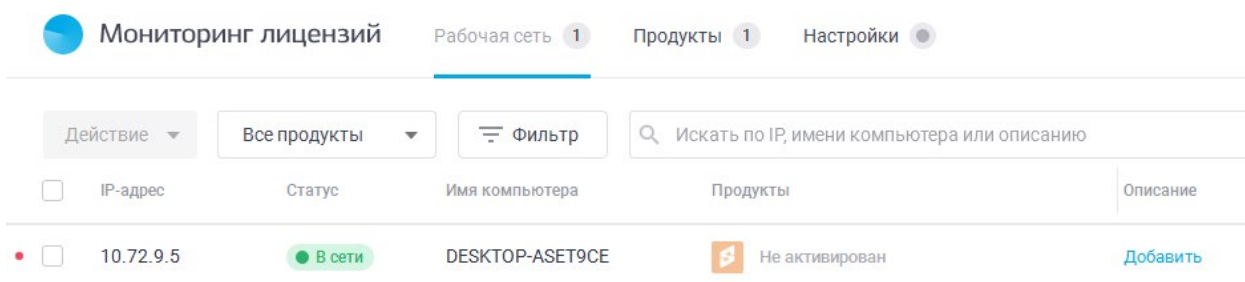 Мониторинг лицензий Рабочая сеть 1 Продукты 1 Настройки
Действие Все продукты Фильтр Искать по IP, имени компьютера или описанию
IP-адрес Статус Имя компьютера Продукты Описание
10.72.9.5 В сети DESKTOP-ASET9CE Не активирован Добавить